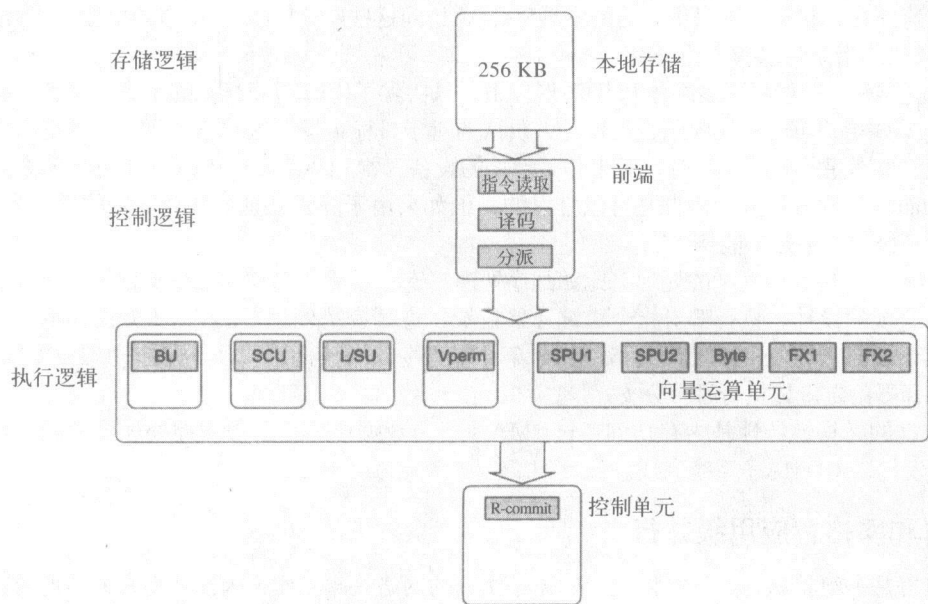 存储逻辑
256 KB
本地存储
前端
指令读取
控制逻辑
译码
分派
执行逻辑
BU
SCU
L/SU
Vperm
SPU1
SPU2
Byte
FX1
FX2
向量运算单元
R-commit
控制单元